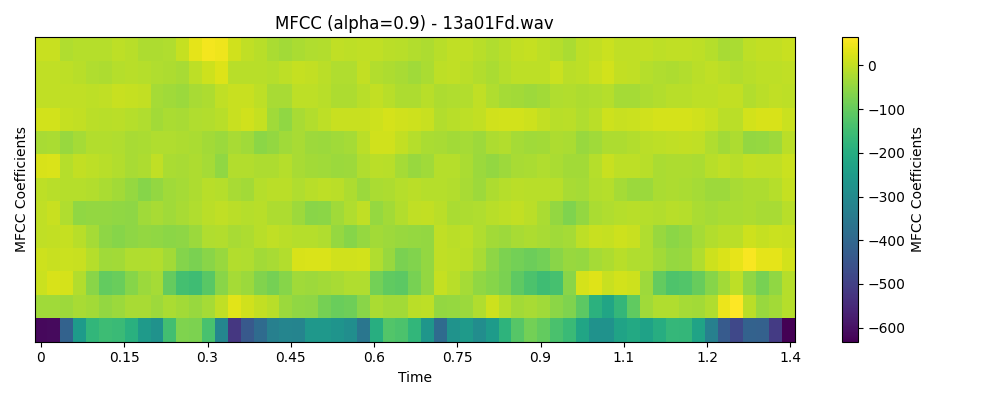 MFCC (alpha=0.9) - 13a01Fd.wav
MFCC Coefficients
0 0.15 0.3 0.45 0.6 0.75 0.9 1.1 1.2 1.4
Time
0
−100
−200
−300
−400
−500
−600
MFCC Coefficients